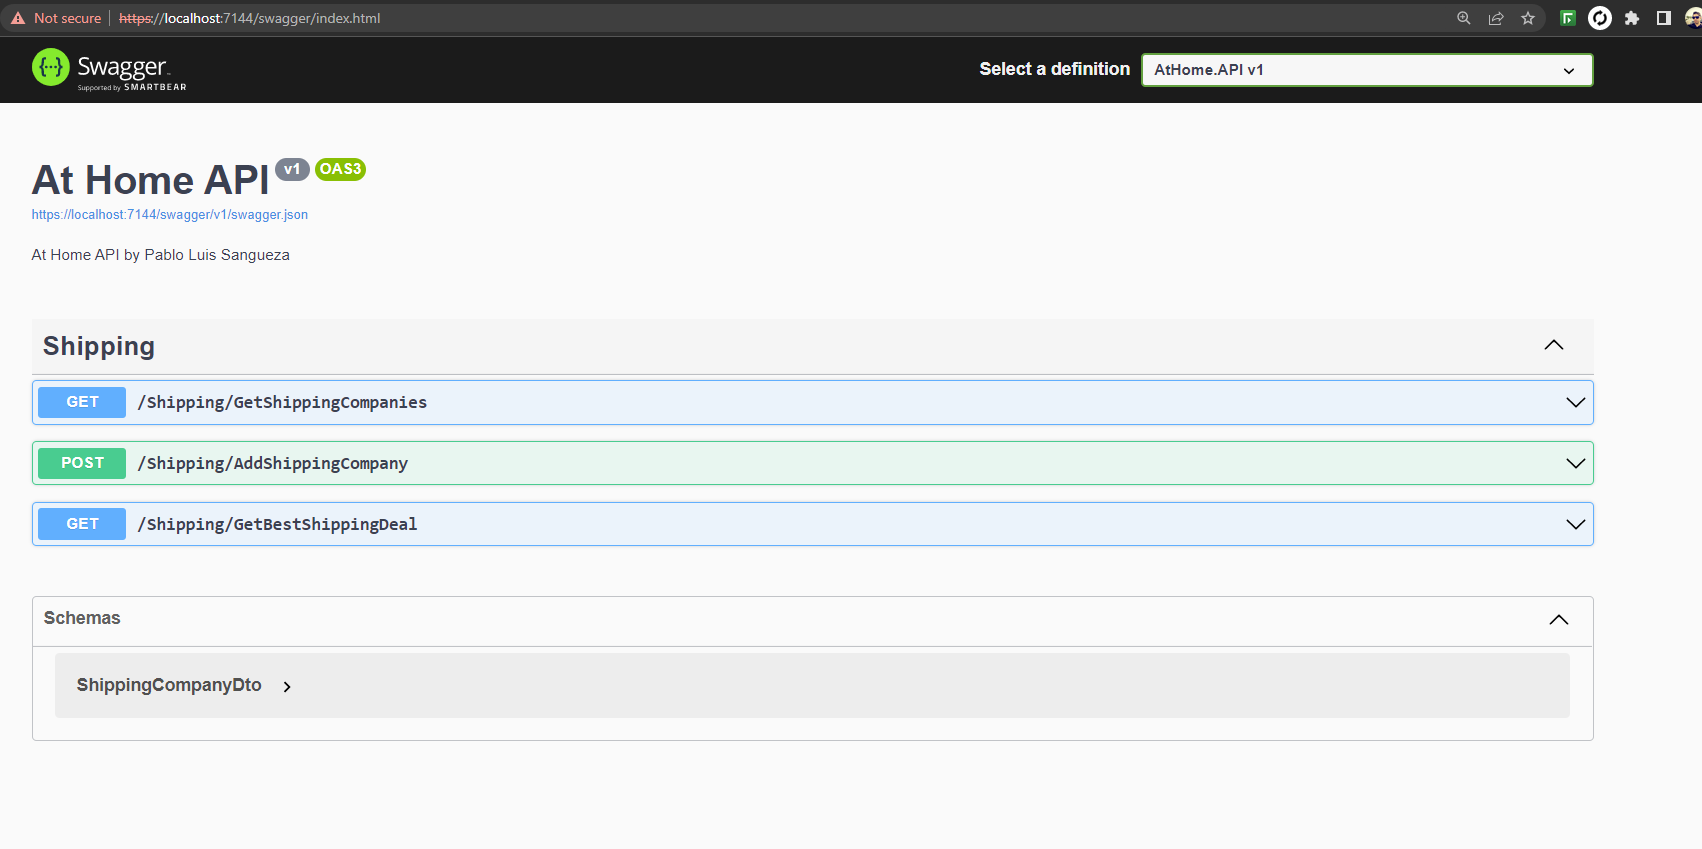 Not secure https://localhost:7144/swagger/index.html
{···} Swagger™
Supported by SMARTBEAR
Select a definition AtHome.API v1
At Home API v1 OAS3
https://localhost:7144/swagger/v1/swagger.json
At Home API by Pablo Luis Sangueza
Shipping
GET /Shipping/GetShippingCompanies
POST /Shipping/AddShippingCompany
GET /Shipping/GetBestShippingDeal
Schemas
ShippingCompanyDto